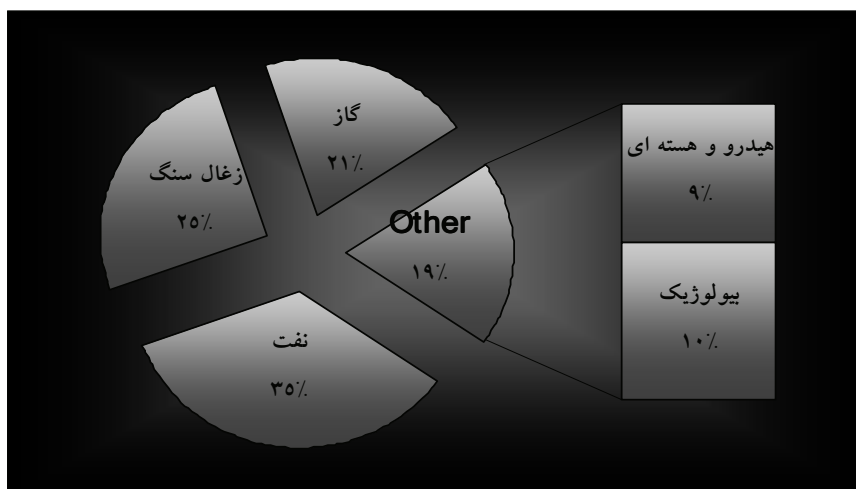 گاز
۲۱٪
زغال سنگ
۲۵٪
Other
۱۹٪
نفت
۳۵٪
هیدرو و هسته ای
۹٪
بیولوژیک
۱۰٪